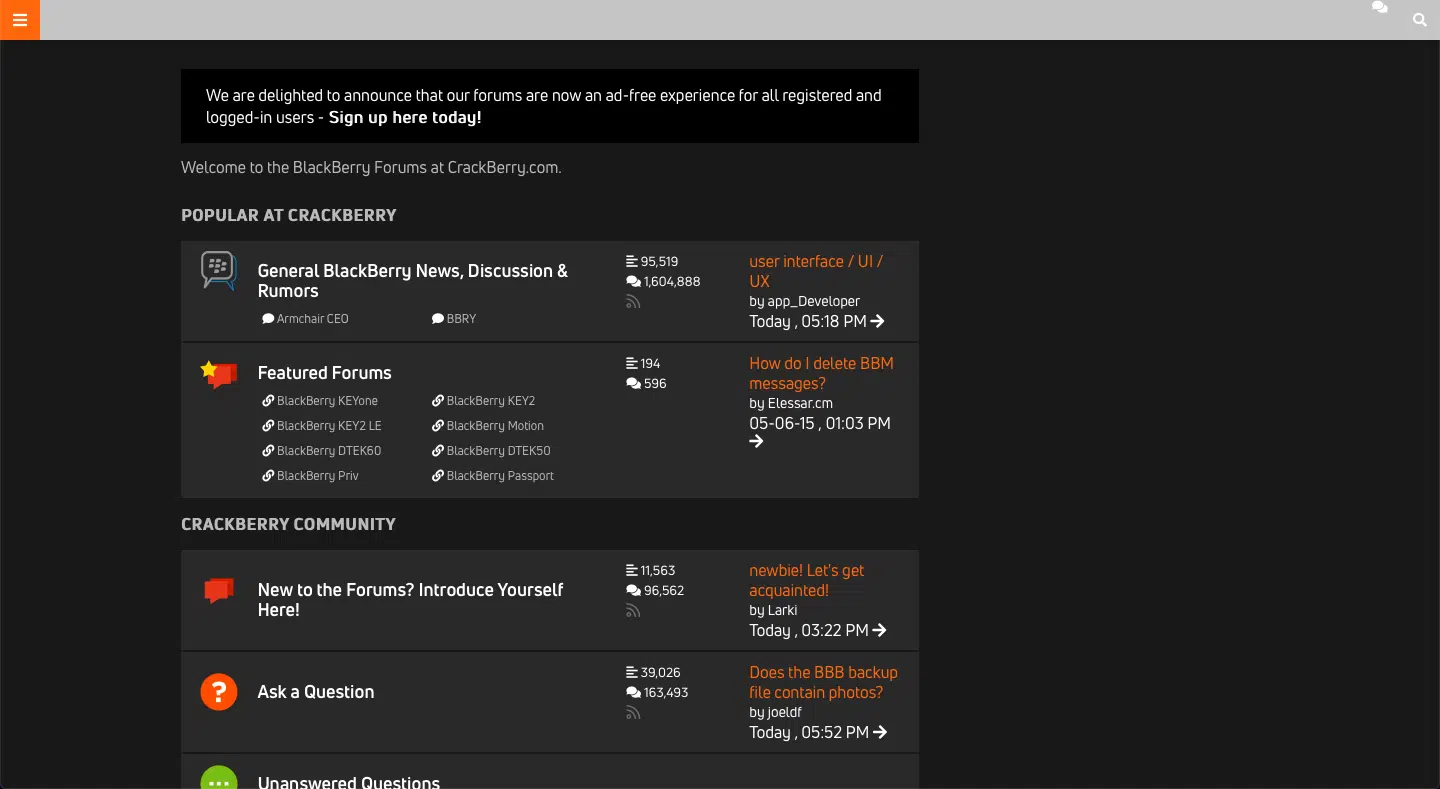 We are delighted to announce that our forums are now an ad-free experience for all registered and
logged-in users - Sign up here today!
Welcome to the BlackBerry Forums at CrackBerry.com.
POPULAR AT CRACKBERRY
General BlackBerry News, Discussion &
Rumors
Armchair CEO
BBRY
95,519
1,604,888
user interface / UI /
UX
by app_Developer
Today , 05:18 PM
Featured Forums
BlackBerry KEYone
BlackBerry KEY2
BlackBerry KEY2 LE
BlackBerry Motion
BlackBerry DTEK60
BlackBerry DTEK50
BlackBerry Priv
BlackBerry Passport
194
596
How do I delete BBM
messages?
by Elessar.cm
05-06-15 , 01:03 PM
CRACKBERRY COMMUNITY
New to the Forums? Introduce Yourself
Here!
11,563
96,562
newbie! Let's get
acquainted!
by Larki
Today , 03:22 PM
Ask a Question
39,026
163,493
Does the BBB backup
file contain photos?
by joeldf
Today , 05:52 PM
Unanswered Questions